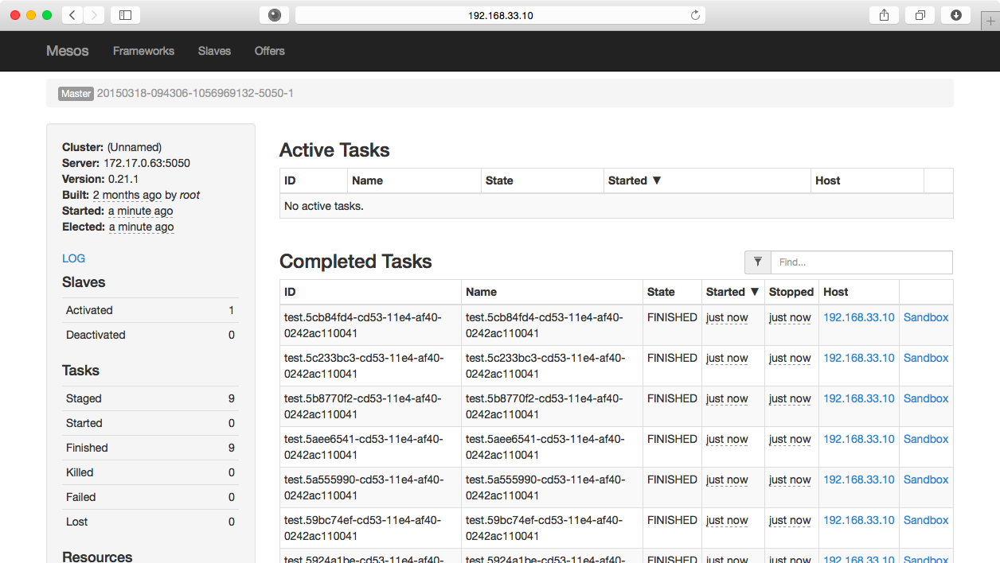 192.168.33.10
Mesos Frameworks Slaves Offers
Master 20150318-094306-1056969132-5050-1
Cluster: (Unnamed)
Server: 172.17.0.63:5050
Version: 0.21.1
Built: 2 months ago by root
Started: a minute ago
Elected: a minute ago
LOG
Slaves
Activated 1
Deactivated 0
Tasks
Staged 9
Started 0
Finished 9
Killed 0
Failed 0
Lost 0
Resources
Active Tasks
ID Name State Started ▼ Host
No active tasks.
Completed Tasks
Find...
ID Name State Started ▼ Stopped Host
test.5cb84fd4-cd53-11e4-af40- test.5cb84fd4-cd53-11e4-af40- FINISHED just now just now 192.168.33.10 Sandbox
0242ac110041 0242ac110041
test.5c233bc3-cd53-11e4-af40- test.5c233bc3-cd53-11e4-af40- FINISHED just now just now 192.168.33.10 Sandbox
0242ac110041 0242ac110041
test.5b8770f2-cd53-11e4-af40- test.5b8770f2-cd53-11e4-af40- FINISHED just now just now 192.168.33.10 Sandbox
0242ac110041 0242ac110041
test.5aee6541-cd53-11e4-af40- test.5aee6541-cd53-11e4-af40- FINISHED just now just now 192.168.33.10 Sandbox
0242ac110041 0242ac110041
test.5a555990-cd53-11e4-af40- test.5a555990-cd53-11e4-af40- FINISHED just now just now 192.168.33.10 Sandbox
0242ac110041 0242ac110041
test.59bc74ef-cd53-11e4-af40- test.59bc74ef-cd53-11e4-af40- FINISHED just now just now 192.168.33.10 Sandbox
0242ac110041 0242ac110041
test.5924a1be-cd53-11e4-af40- test.5924a1be-cd53-11e4-af40- FINISHED just now just now 192.168.33.10 Sandbox